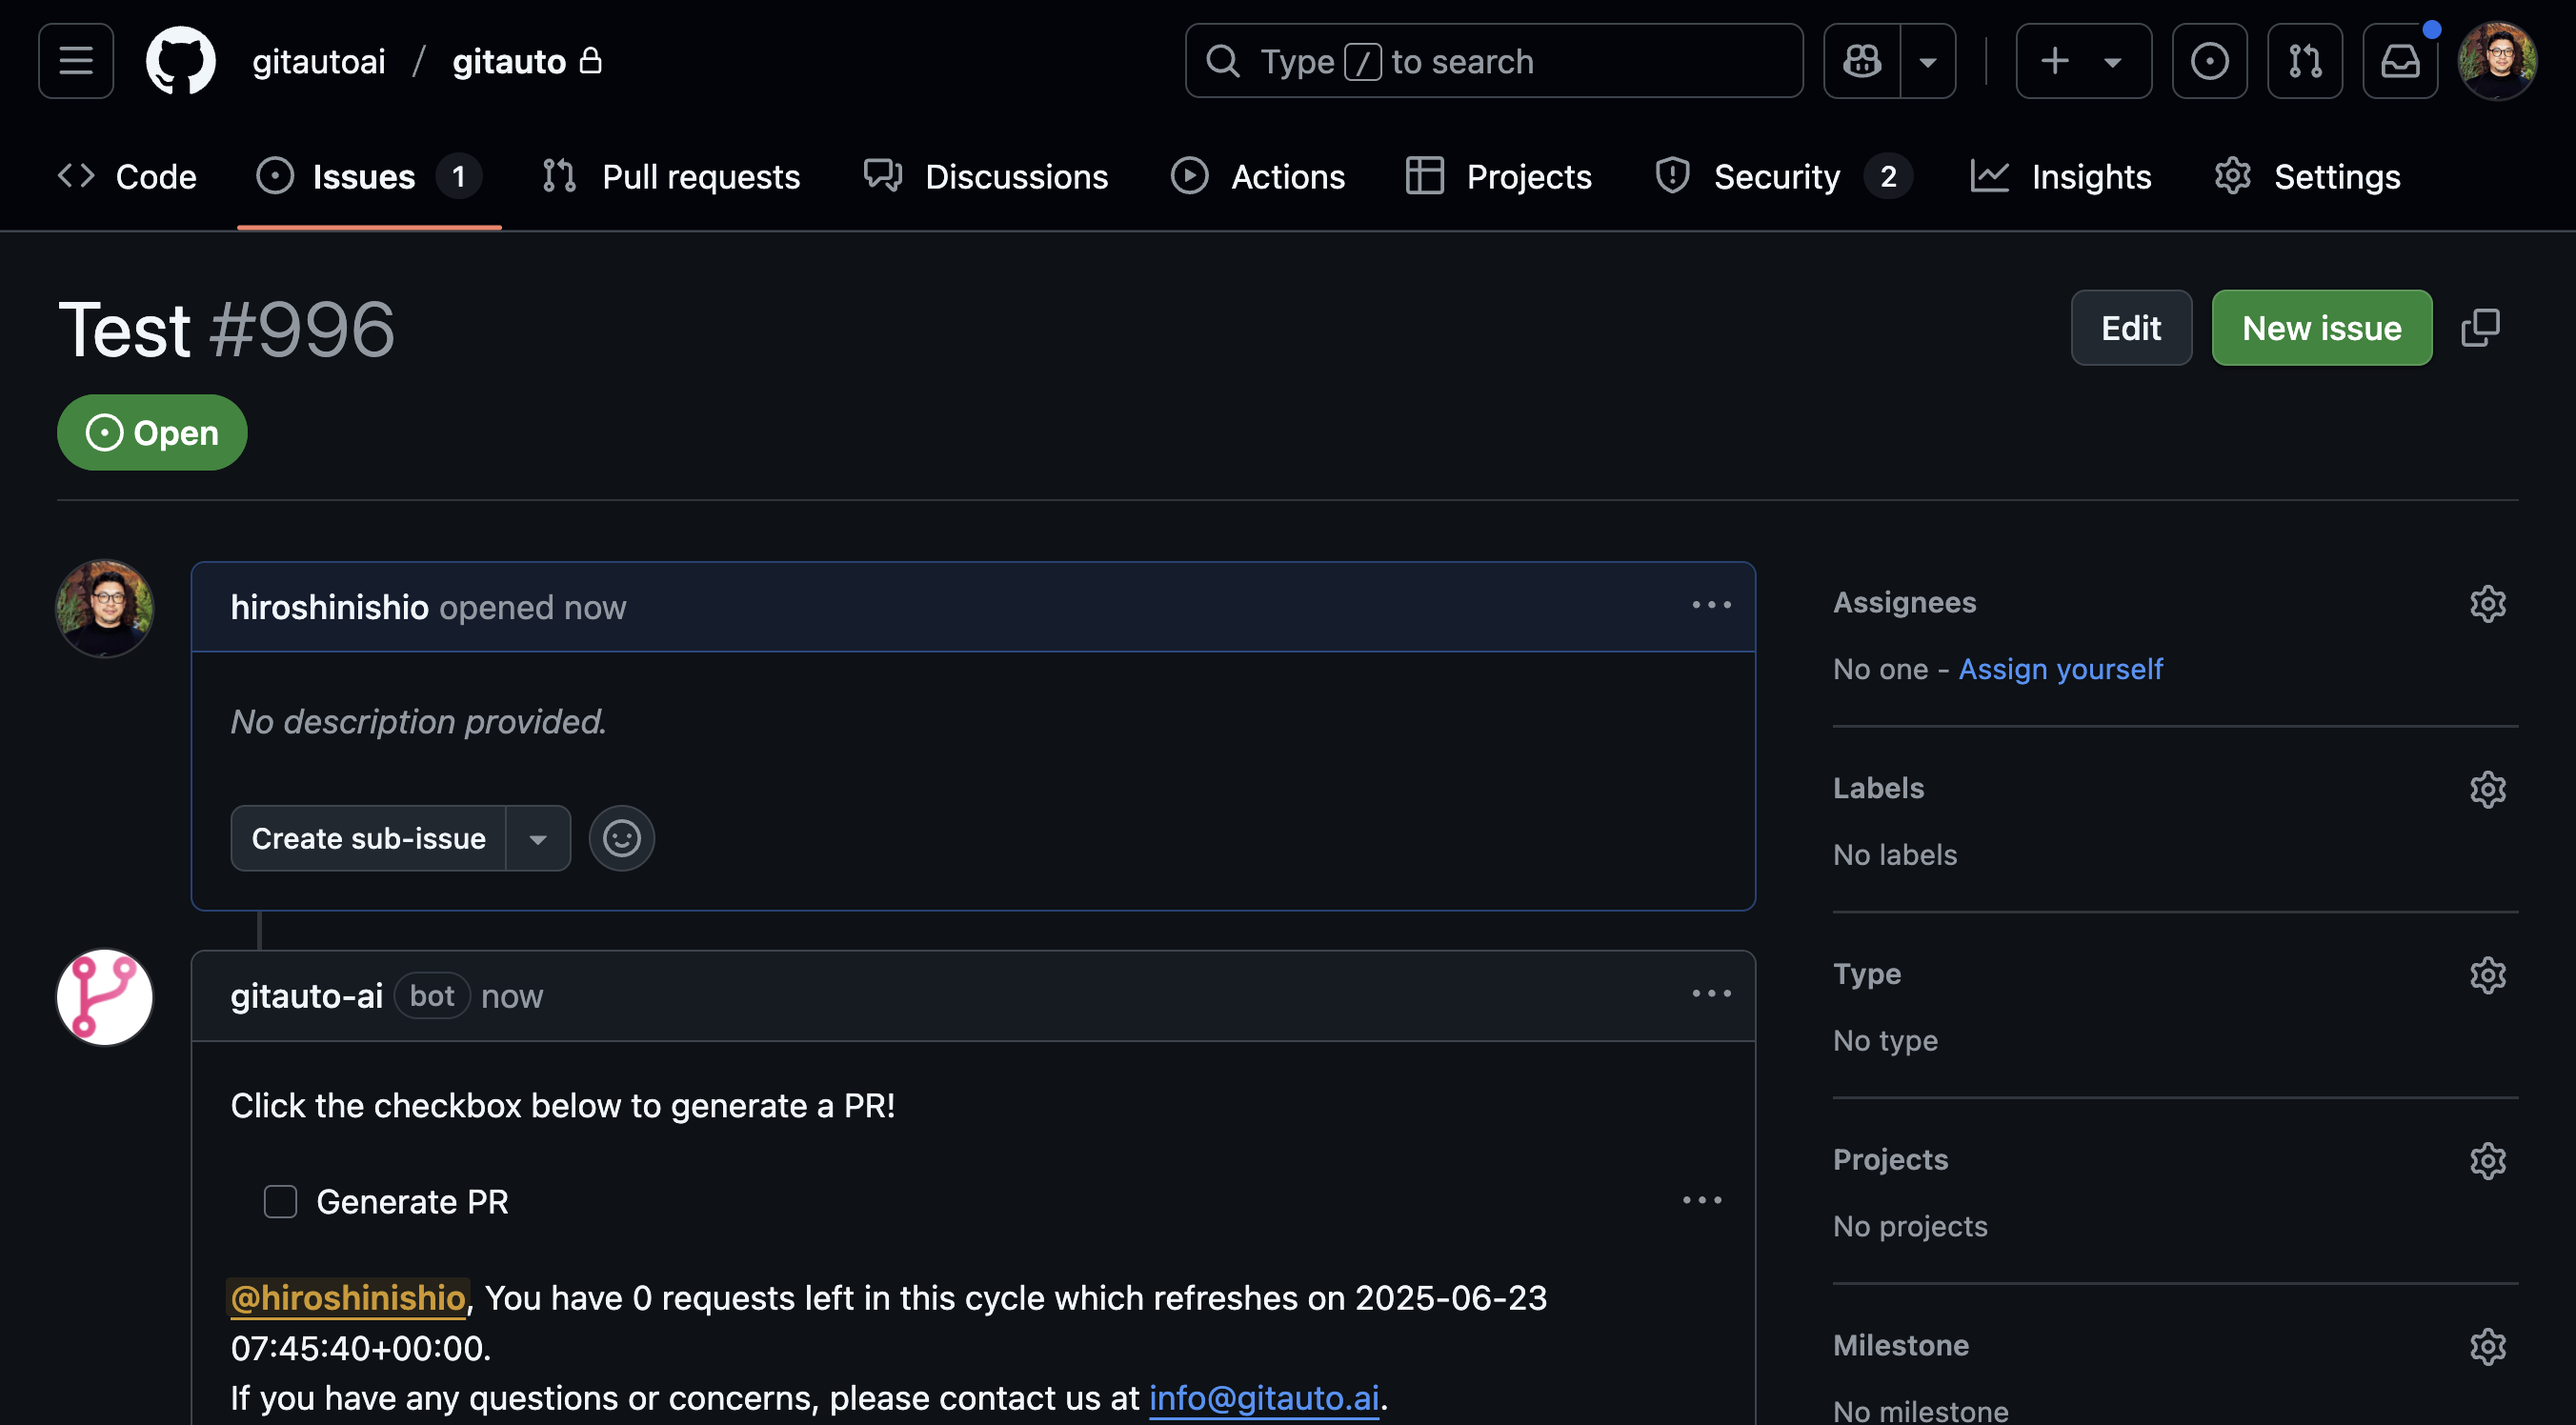 gitautoai / gitauto
Type / to search
Code
Issues 1
Pull requests
Discussions
Actions
Projects
Security 2
Insights
Settings
Test #996
Edit
New issue
Open
hiroshinishio opened now
No description provided.
Create sub-issue
gitauto-ai bot now
Click the checkbox below to generate a PR!
Generate PR
@hiroshinishio, You have 0 requests left in this cycle which refreshes on 2025-06-23
07:45:40+00:00.
If you have any questions or concerns, please contact us at info@gitauto.ai.
Assignees
No one - Assign yourself
Labels
No labels
Type
No type
Projects
No projects
Milestone
No milestone